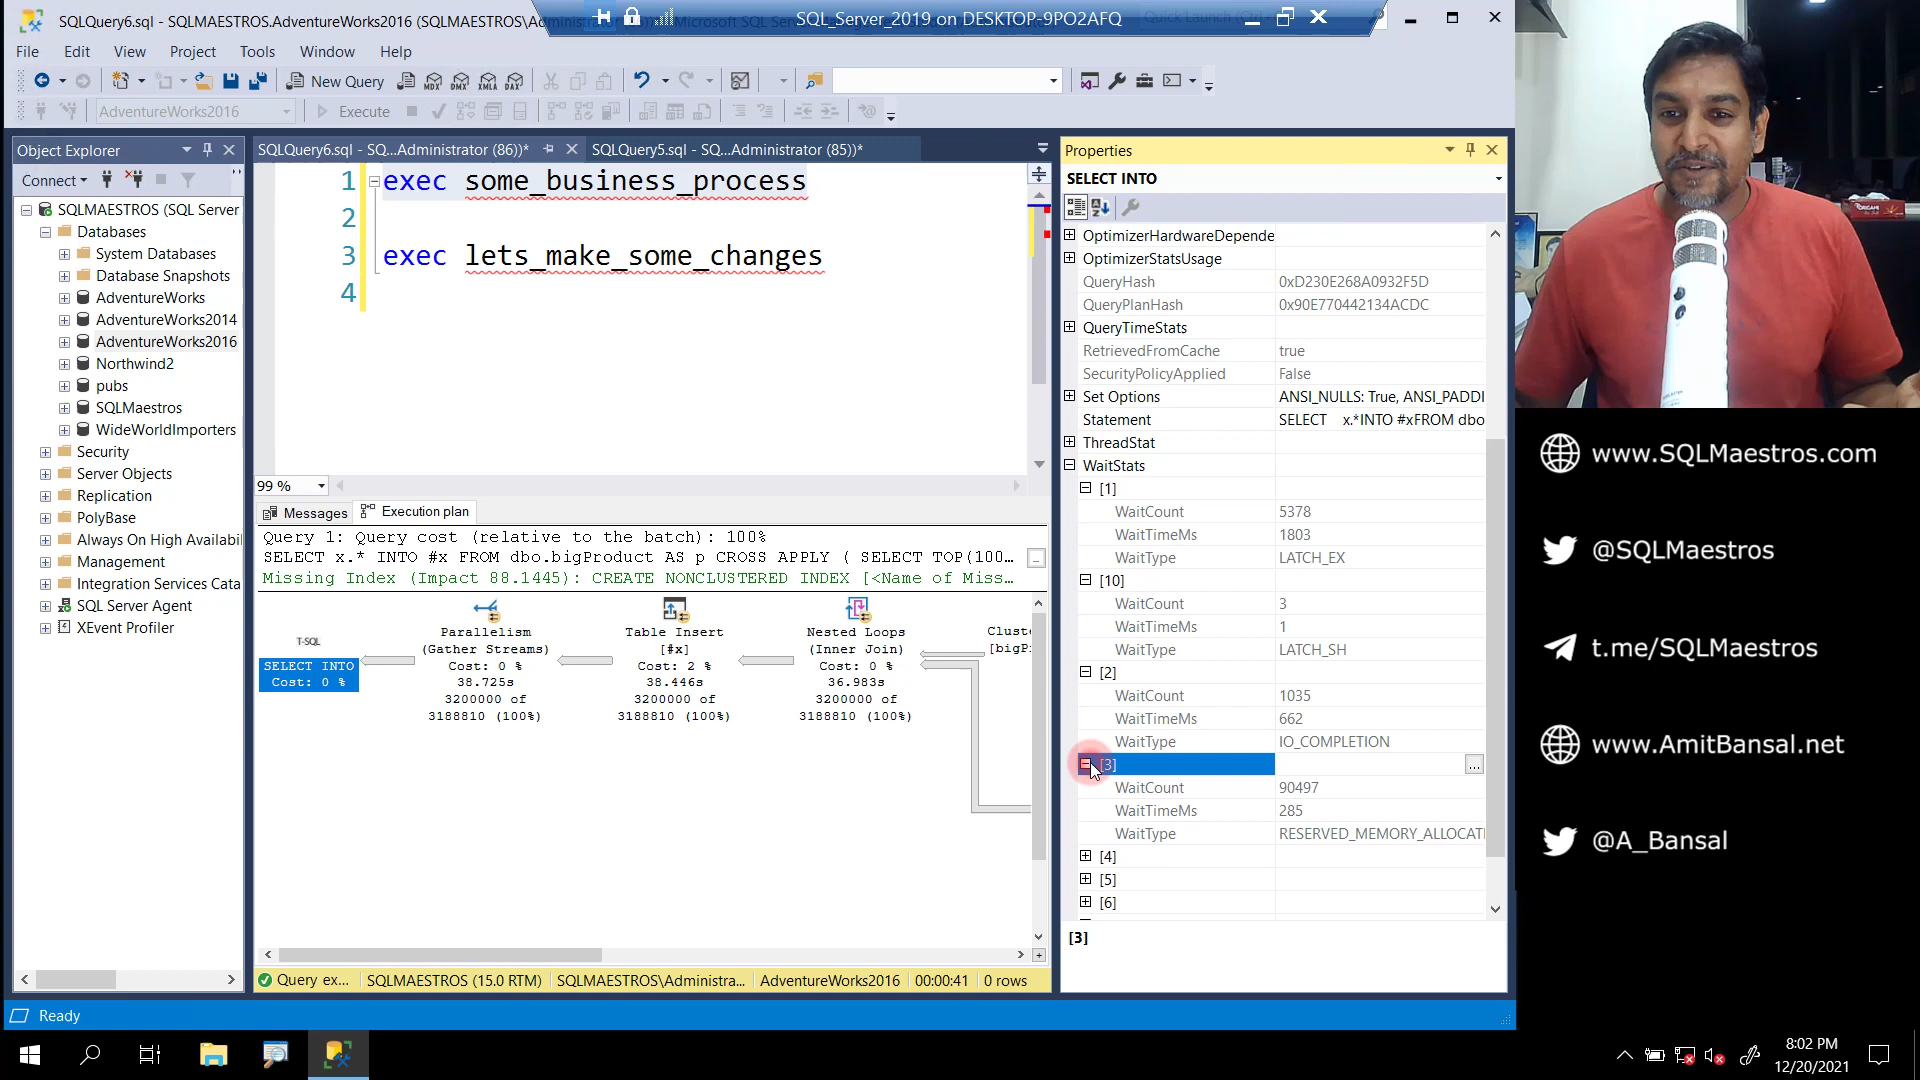 SQLQuery6.sql - SQLMAESTROS.AdventureWorks2016 (SQLMAESTROS\Administra
SQL_Server_2019 on DESKTOP-9PO2AFQ
File Edit View Project Tools Window Help
New Query
MDX DMX XMLA DAX
AdventureWorks2016
Execute
Object Explorer
Connect
SQLMAESTROS (SQL Server
Databases
System Databases
Database Snapshots
AdventureWorks
AdventureWorks2014
AdventureWorks2016
Northwind2
pubs
SQLMaestros
WideWorldImporters
Security
Server Objects
Replication
PolyBase
Always On High Availabil
Management
Integration Services Cata
SQL Server Agent
XEvent Profiler
SQLQuery6.sql - SQ...Administrator (86))*
SQLQuery5.sql - SQ...Administrator (85))*
1 exec some_business_process
2
3 exec lets_make_some_changes
4
99 %
Messages
Execution plan
Query 1: Query cost (relative to the batch): 100%
SELECT x.* INTO #x FROM dbo.bigProduct AS p CROSS APPLY ( SELECT TOP(100...
Missing Index (Impact 88.1445): CREATE NONCLUSTERED INDEX [<Name of Miss...
T-SQL
SELECT INTO
Cost: 0 %
Parallelism
(Gather Streams)
Cost: 0 %
38.725s
3200000 of
3188810 (100%)
Table Insert
[#x]
Cost: 2 %
38.446s
3200000 of
3188810 (100%)
Nested Loops
(Inner Join)
Cost: 0 %
36.983s
3200000 of
3188810 (100%)
Clust
[bigP
Query ex...
SQLMAESTROS (15.0 RTM)
SQLMAESTROS\Administra...
AdventureWorks2016
00:00:41
0 rows
Properties
SELECT INTO
OptimizerHardwareDepende
OptimizerStatsUsage
QueryHash 0xD230E268A0932F5D
QueryPlanHash 0x90E770442134ACDC
QueryTimeStats
RetrievedFromCache true
SecurityPolicyApplied False
Set Options ANSI_NULLS: True, ANSI_PADDI
Statement SELECT x.*INTO #xFROM dbo
ThreadStat
WaitStats
[1]
WaitCount 5378
WaitTimeMs 1803
WaitType LATCH_EX
[10]
WaitCount 3
WaitTimeMs 1
WaitType LATCH_SH
[2]
WaitCount 1035
WaitTimeMs 662
WaitType IO_COMPLETION
[3] ...
WaitCount 90497
WaitTimeMs 285
WaitType RESERVED_MEMORY_ALLOCATI
[4]
[5]
[6]
[3]
Ready
www.SQLMaestros.com
@SQLMaestros
t.me/SQLMaestros
www.AmitBansal.net
@A_Bansal
8:02 PM
12/20/2021